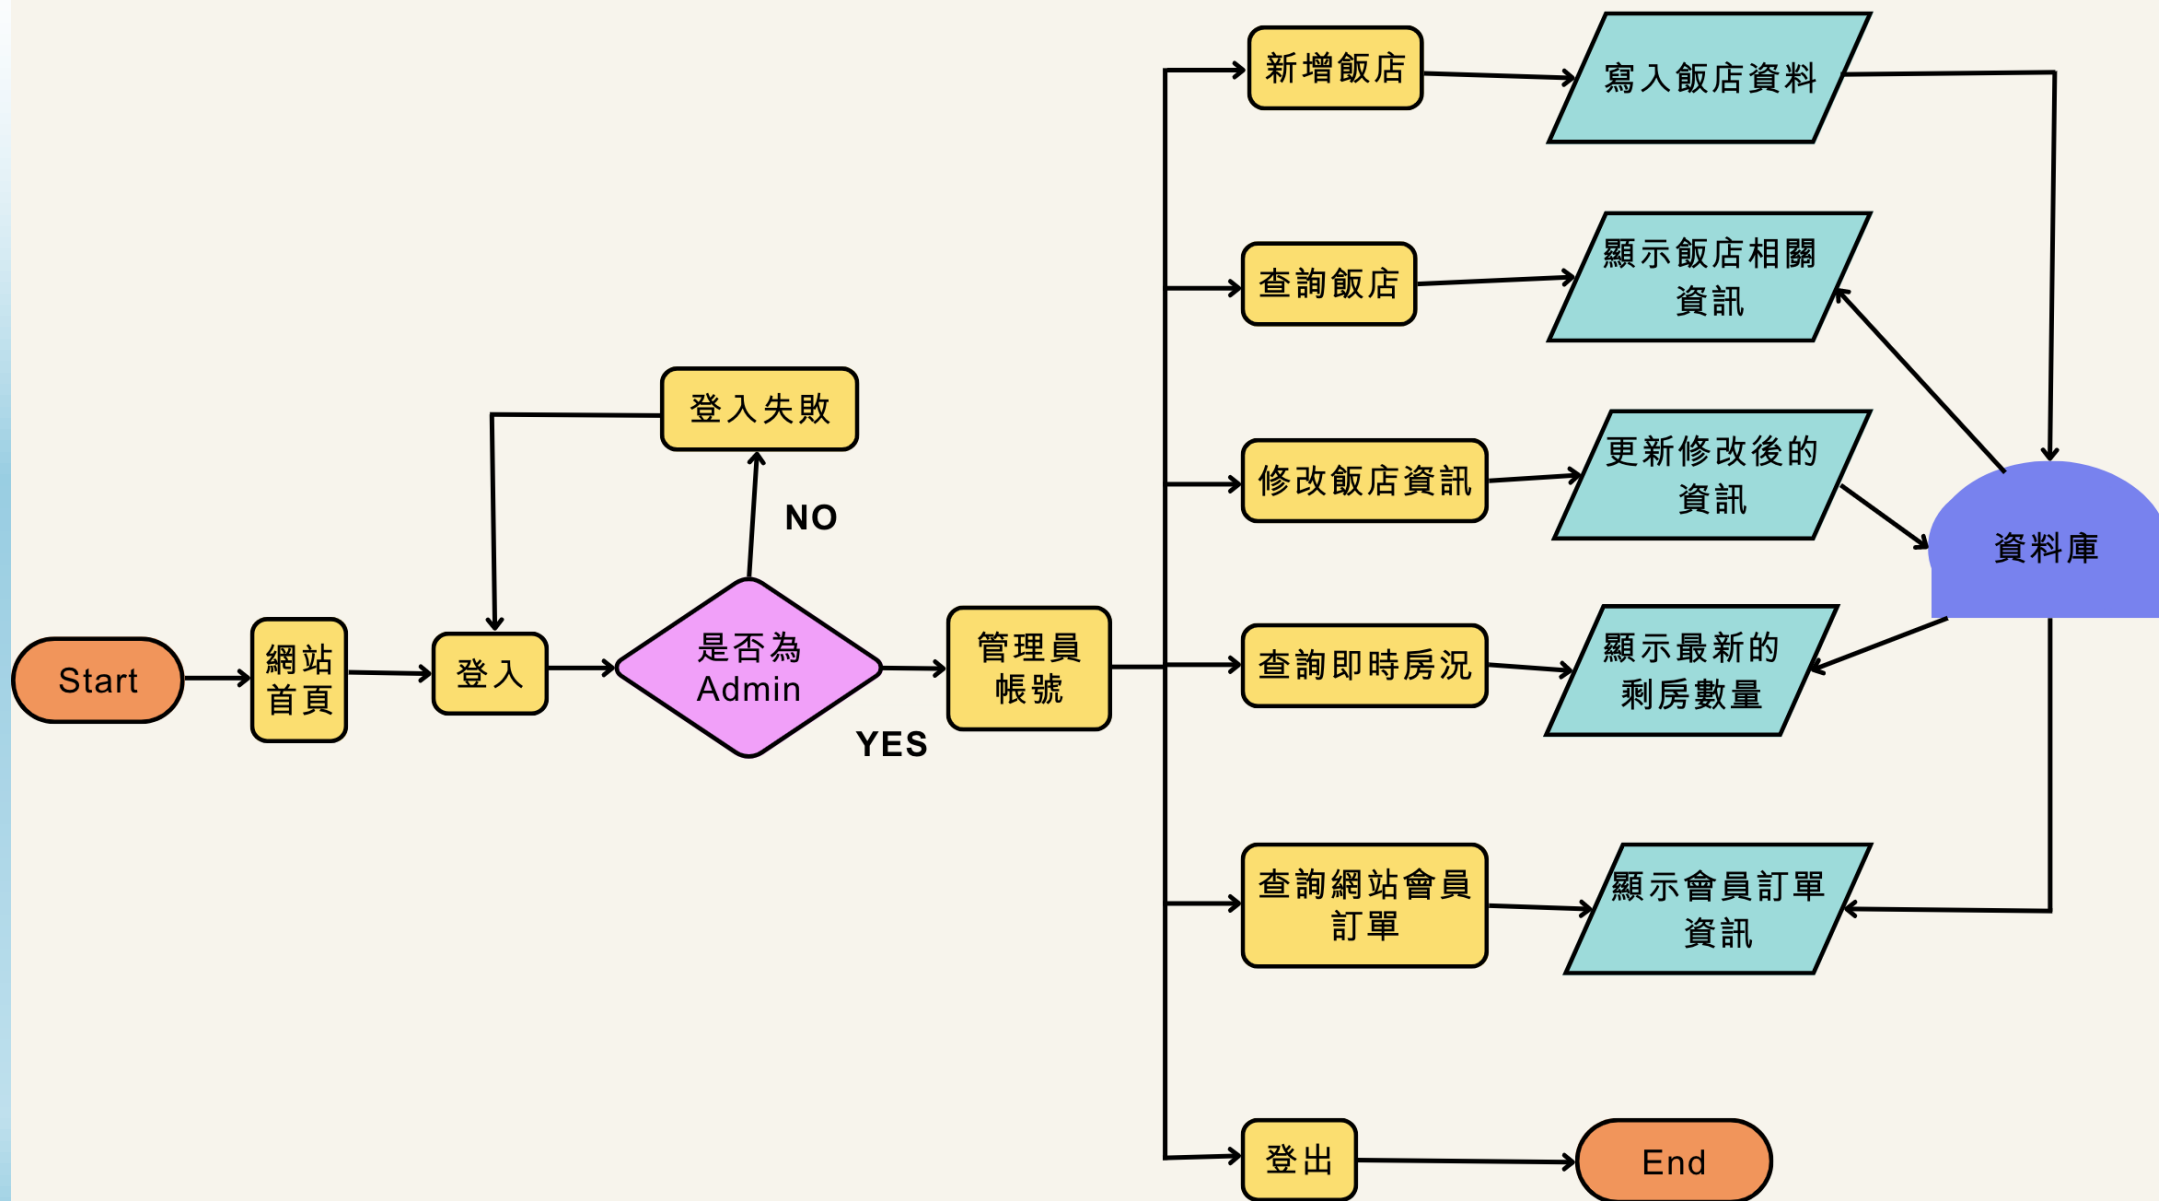 Start
網站
首頁
登入
登入失敗
NO
是否為
Admin
YES
管理員
帳號
新增飯店
寫入飯店資料
查詢飯店
顯示飯店相關
資訊
修改飯店資訊
更新修改後的
資訊
資料庫
查詢即時房況
顯示最新的
剩房數量
查詢網站會員
訂單
顯示會員訂單
資訊
登出
End